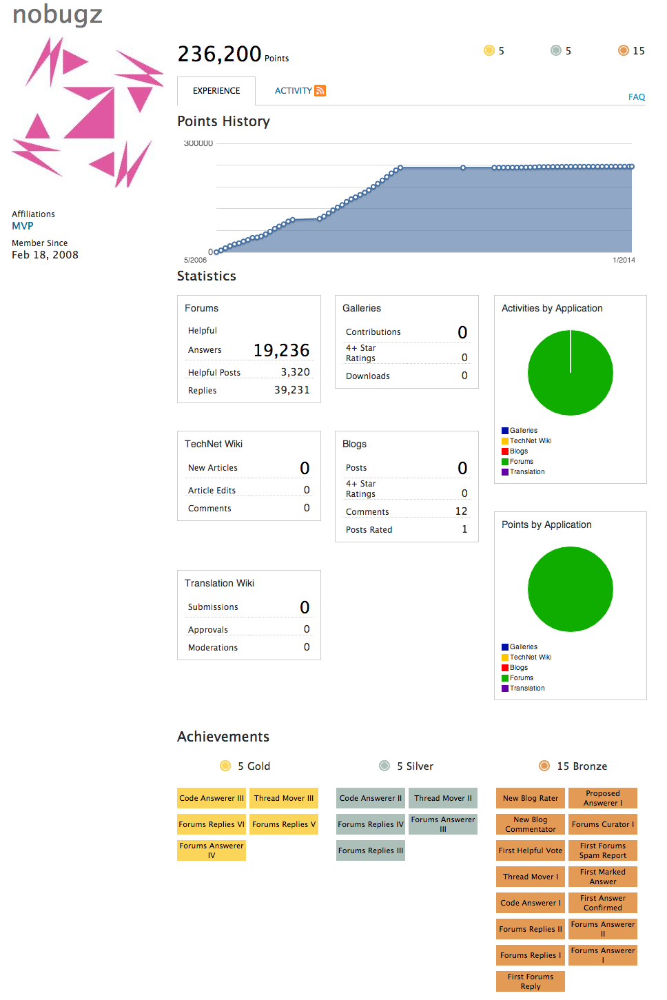 nobugz
236,200 Points
5
5
15
EXPERIENCE
ACTIVITY
FAQ
Points History
300000
0
5/2006
1/2014
Affiliations
MVP
Member Since
Feb 18, 2008
Statistics
Forums
Helpful
Answers 19,236
Helpful Posts 3,320
Replies 39,231
Galleries
Contributions 0
4+ Star
Ratings 0
Downloads 0
Activities by Application
Galleries
TechNet Wiki
Blogs
Forums
Translation
TechNet Wiki
New Articles 0
Article Edits 0
Comments 0
Blogs
Posts 0
4+ Star
Ratings 0
Comments 12
Posts Rated 1
Points by Application
Galleries
TechNet Wiki
Blogs
Forums
Translation
Translation Wiki
Submissions 0
Approvals 0
Moderations 0
Achievements
5 Gold
Code Answerer III
Thread Mover III
Forums Replies VI
Forums Replies V
Forums Answerer
IV
5 Silver
Code Answerer II
Thread Mover II
Forums Replies IV
Forums Answerer
III
Forums Replies III
15 Bronze
New Blog Rater
Proposed
Answerer I
New Blog
Commentator
Forums Curator I
First Helpful Vote
First Forums
Spam Report
Thread Mover I
First Marked
Answer
Code Answerer I
First Answer
Confirmed
Forums Replies II
Forums Answerer
II
Forums Replies I
Forums Answerer
I
First Forums
Reply